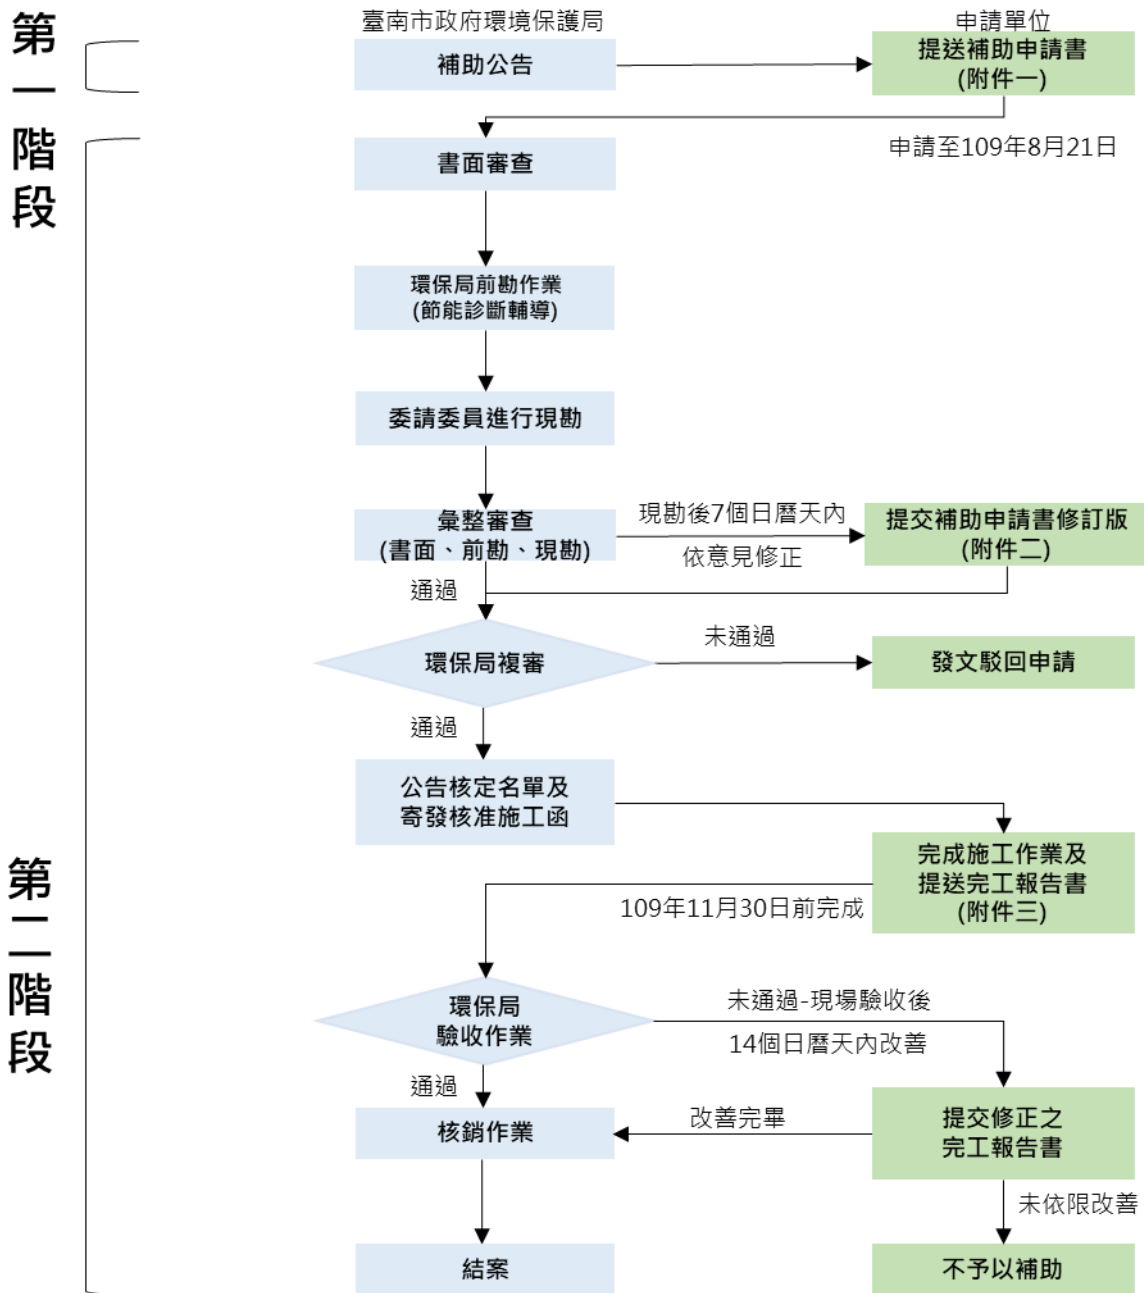 第一階段
臺南市政府環境保護局
申請單位
補助公告
提送補助申請書
(附件一)
申請至109年8月21日
書面審查
環保局前勘作業
(節能診斷輔導)
委請委員進行現勘
彙整審查
(書面、前勘、現勘)
現勘後7個日曆天內
依意見修正
提交補助申請書修訂版
(附件二)
通過
環保局複審
未通過
發文駁回申請
通過
公告核定名單及
寄發核准施工函
第二階段
完成施工作業及
提送完工報告書
(附件三)
109年11月30日前完成
環保局
驗收作業
未通過-現場驗收後
14個日曆天內改善
通過
核銷作業
改善完畢
提交修正之
完工報告書
未依限改善
結案
不予以補助